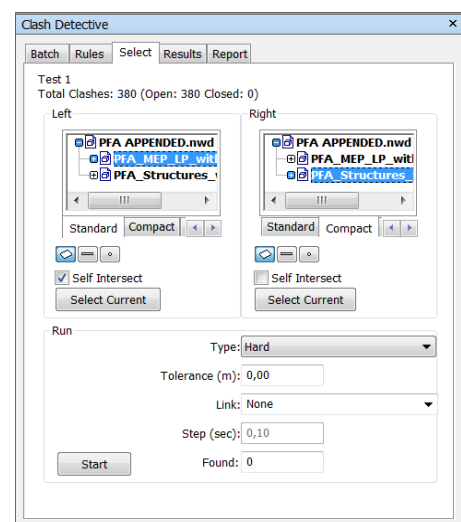 Clash Detective
Batch Rules Select Results Report
Test 1
Total Clashes: 380 (Open: 380 Closed: 0)
Left
PFA APPENDED.nwd
PFA_MEP_LP_with
PFA_Structures_
Standard Compact
Self Intersect
Select Current
Right
PFA APPENDED.nwd
PFA_MEP_LP_with
PFA_Structures_
Standard Compact
Self Intersect
Select Current
Run
Type: Hard
Tolerance (m): 0,00
Link: None
Step (sec): 0,10
Start Found: 0